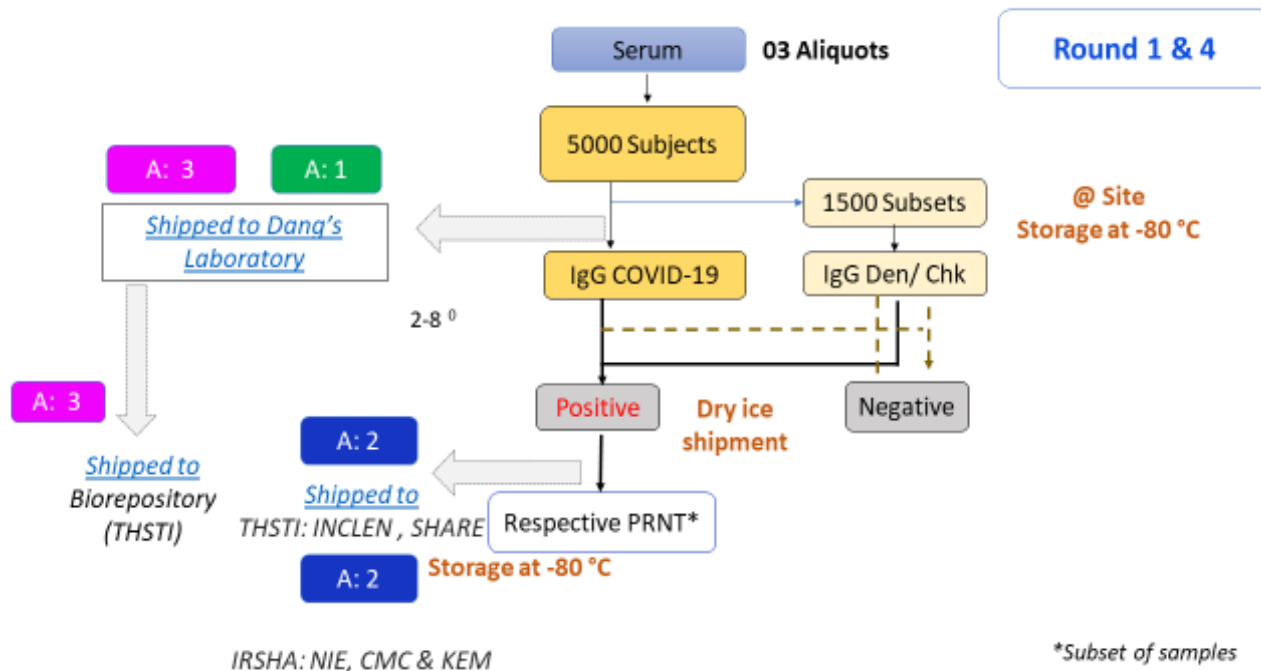 Serum
03 Aliquots
Round 1 & 4
5000 Subjects
A: 3
A: 1
1500 Subsets
@ Site
Storage at -80 °C
Shipped to Dang's
Laboratory
IgG COVID-19
IgG Den/ Chk
2-8 ⁰
A: 3
Positive
Dry ice
shipment
Negative
A: 2
Shipped to
Biorepository
(THSTI)
Shipped to
THSTI: INCLEN , SHARE
Respective PRNT*
A: 2
Storage at -80 °C
IRSHA: NIE, CMC & KEM
*Subset of samples